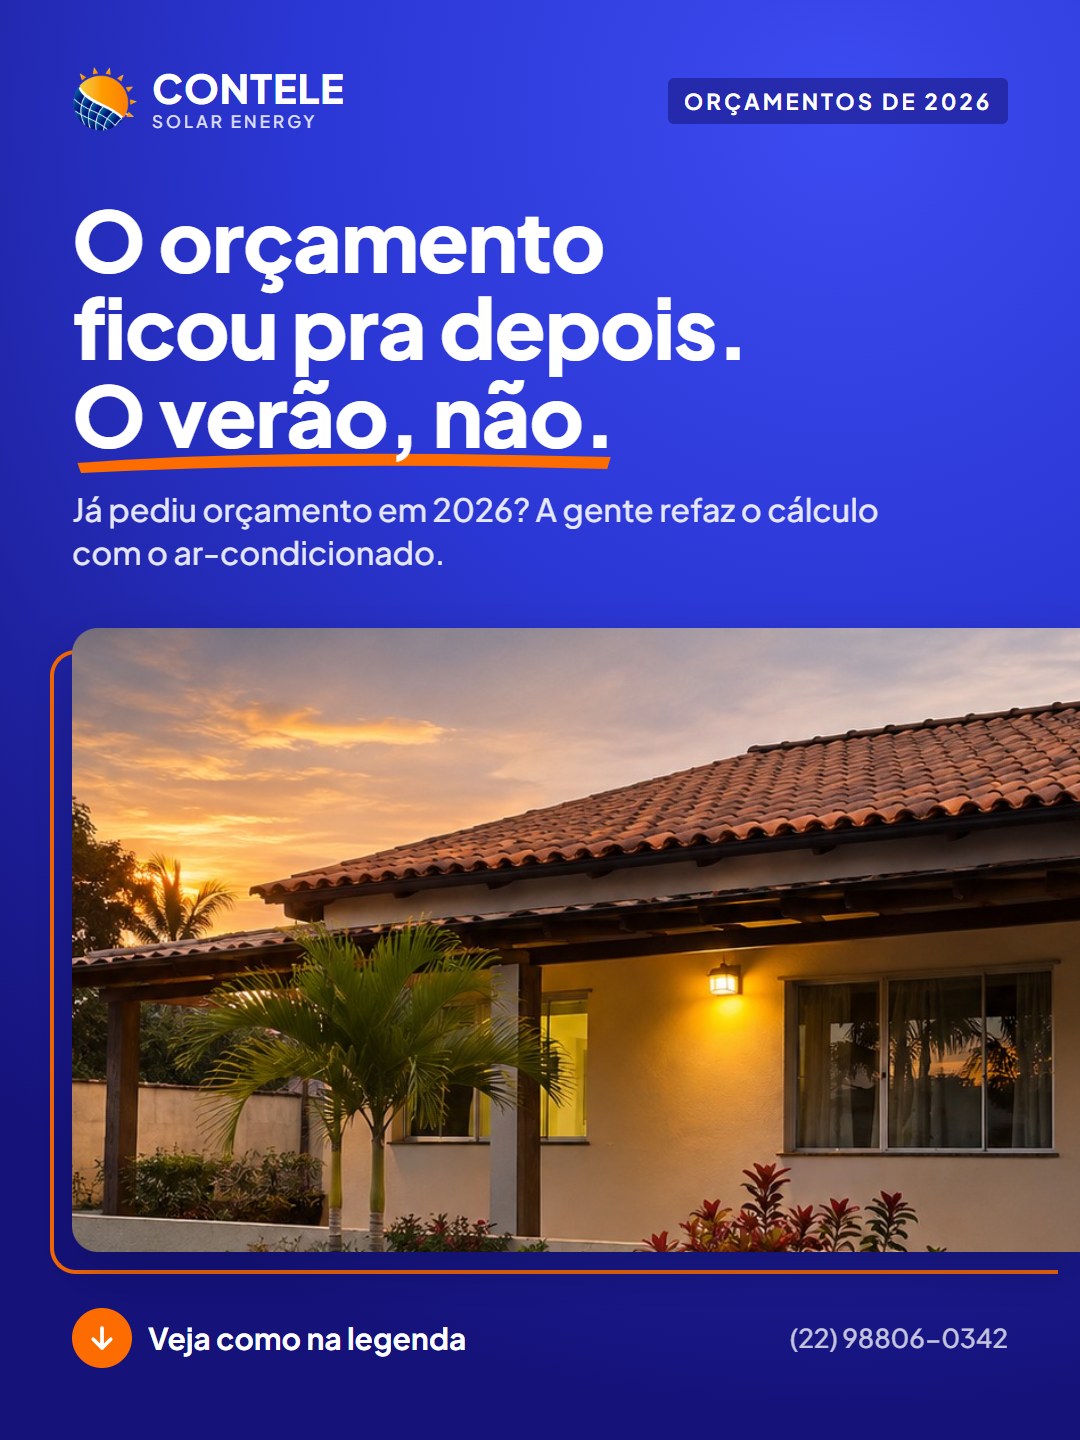 CONTELE
SOLAR ENERGY
ORÇAMENTOS DE 2026
O orçamento
ficou pra depois.
O verão, não.
Já pediu orçamento em 2026? A gente refaz o cálculo
com o ar-condicionado.
Veja como na legenda
(22) 98806-0342